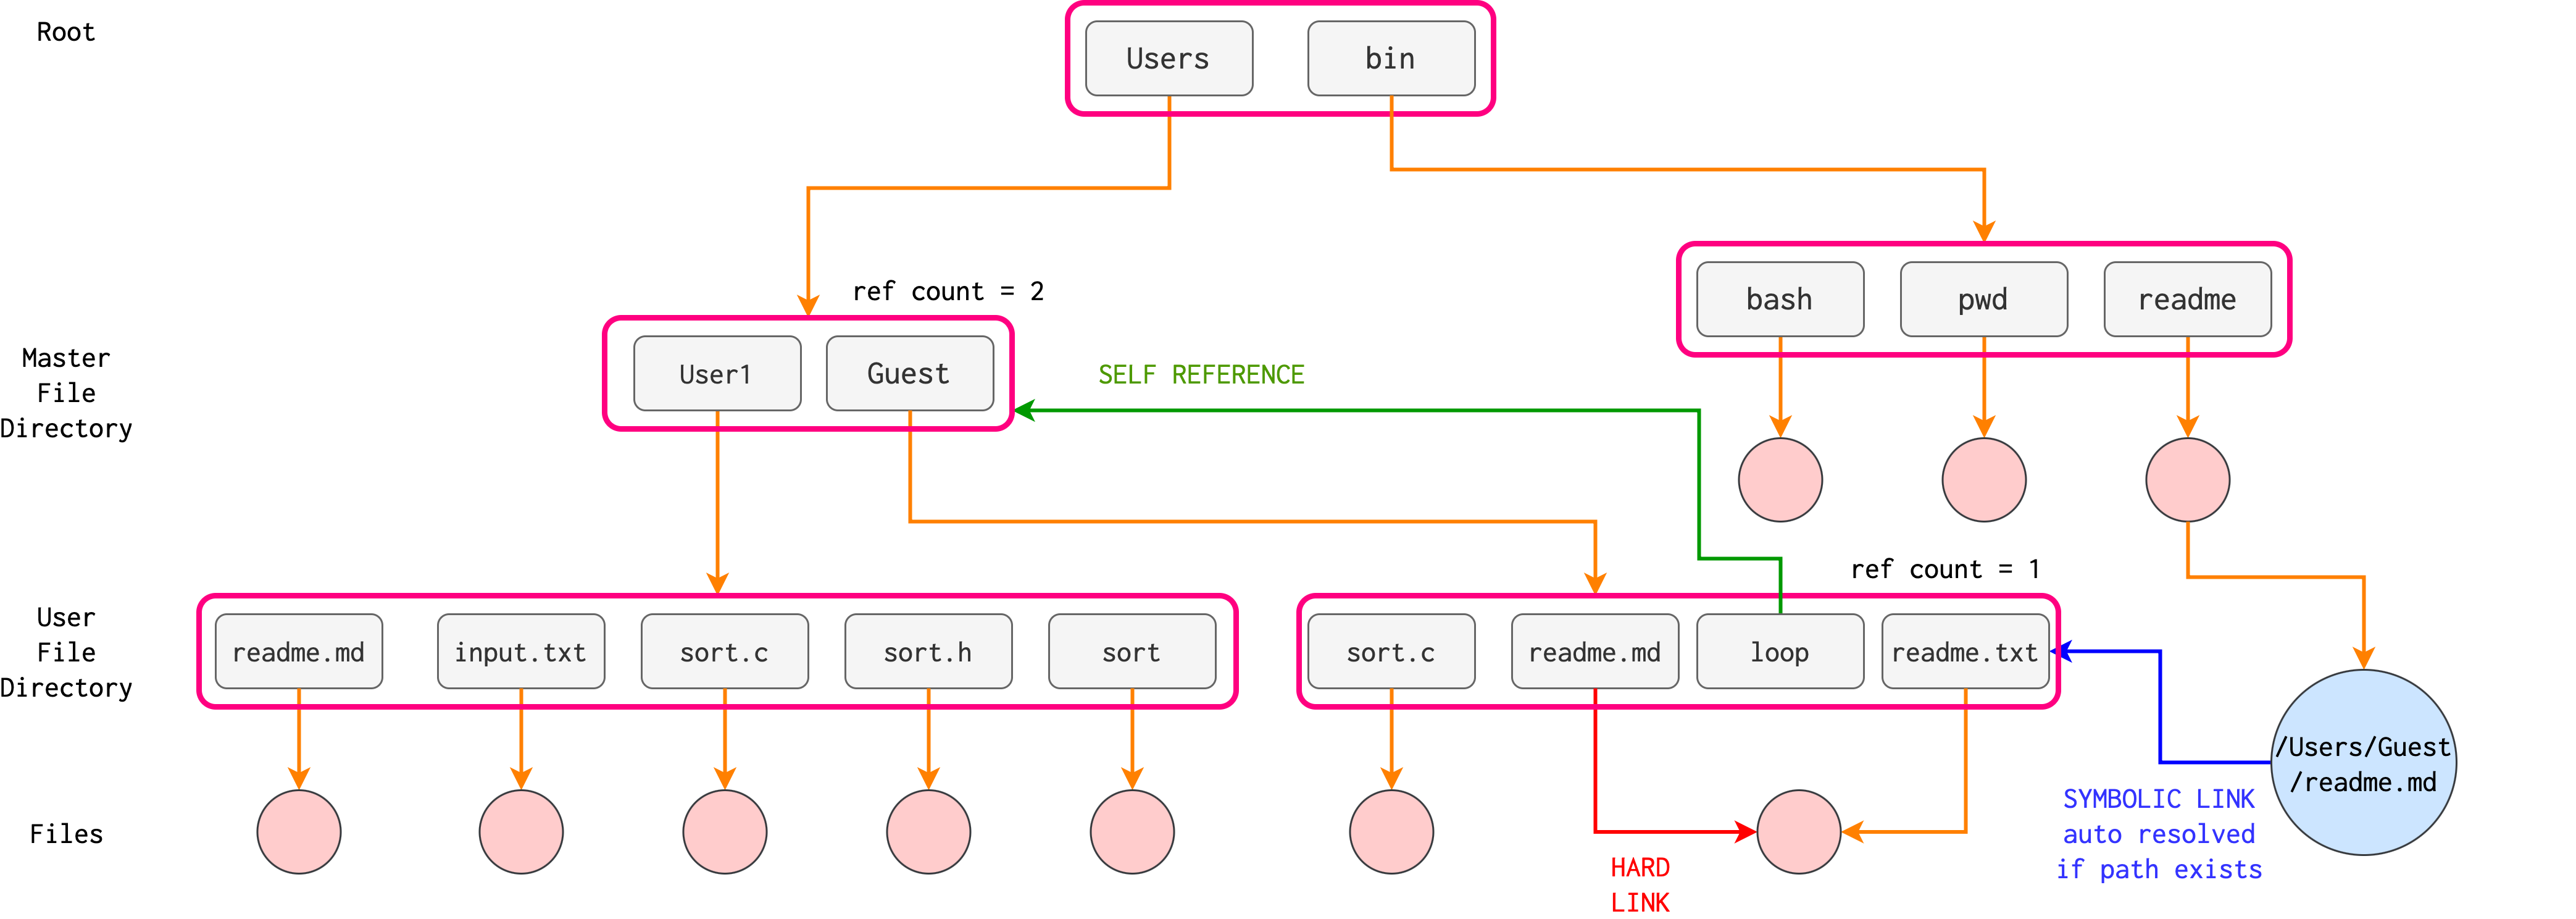 Root
Users
bin
ref count = 2
bash
pwd
readme
Master
File
Directory
User1
Guest
SELF REFERENCE
ref count = 1
User
File
Directory
readme.md
input.txt
sort.c
sort.h
sort
sort.c
readme.md
loop
readme.txt
/Users/Guest
/readme.md
Files
HARD
LINK
SYMBOLIC LINK
auto resolved
if path exists